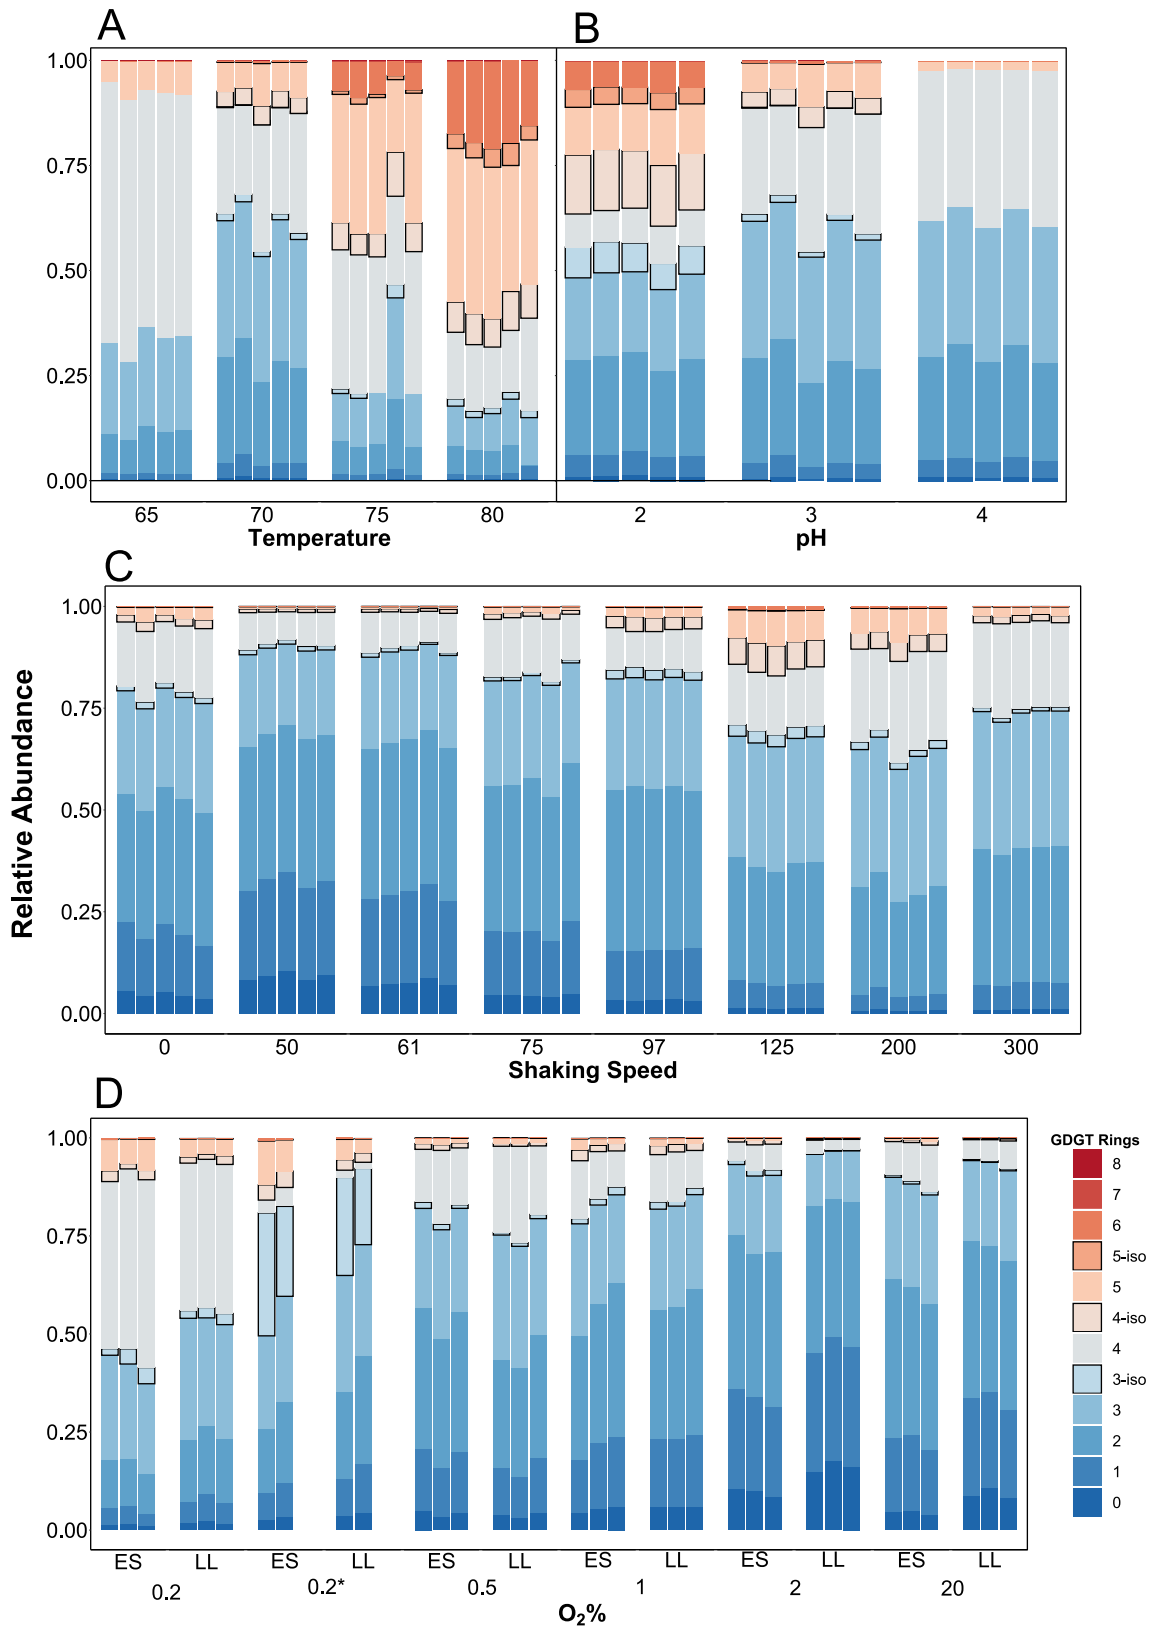 A
B
1.00
0.75
0.50
0.25
0.00
65 70 75 80 2 3 4
Temperature pH
C
1.00
0.75
0.50
0.25
0.00
0 50 61 75 97 125 200 300
Shaking Speed
Relative Abundance
D
1.00
0.75
0.50
0.25
0.00
ES LL ES LL ES LL ES LL ES LL ES LL
0.2 0.2* 0.5 1 2 20
O₂%
GDGT Rings
8
7
6
5-iso
5
4-iso
4
3-iso
3
2
1
0